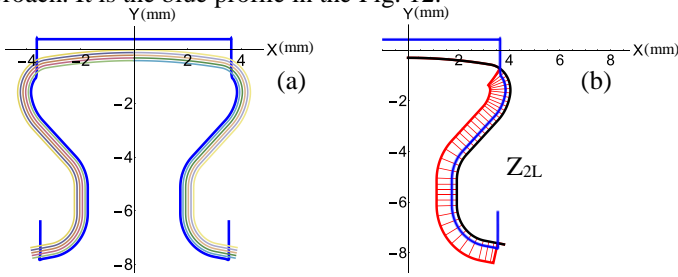 roach. It is the blue profile in the Fig. 12.
Y(mm) Y(mm)
X(mm) X(mm)
−4 −2 2 4 2 4 6 8
(a) (b)
−2 −2
−4 −4
Z2L
−6 −6
−8 −8